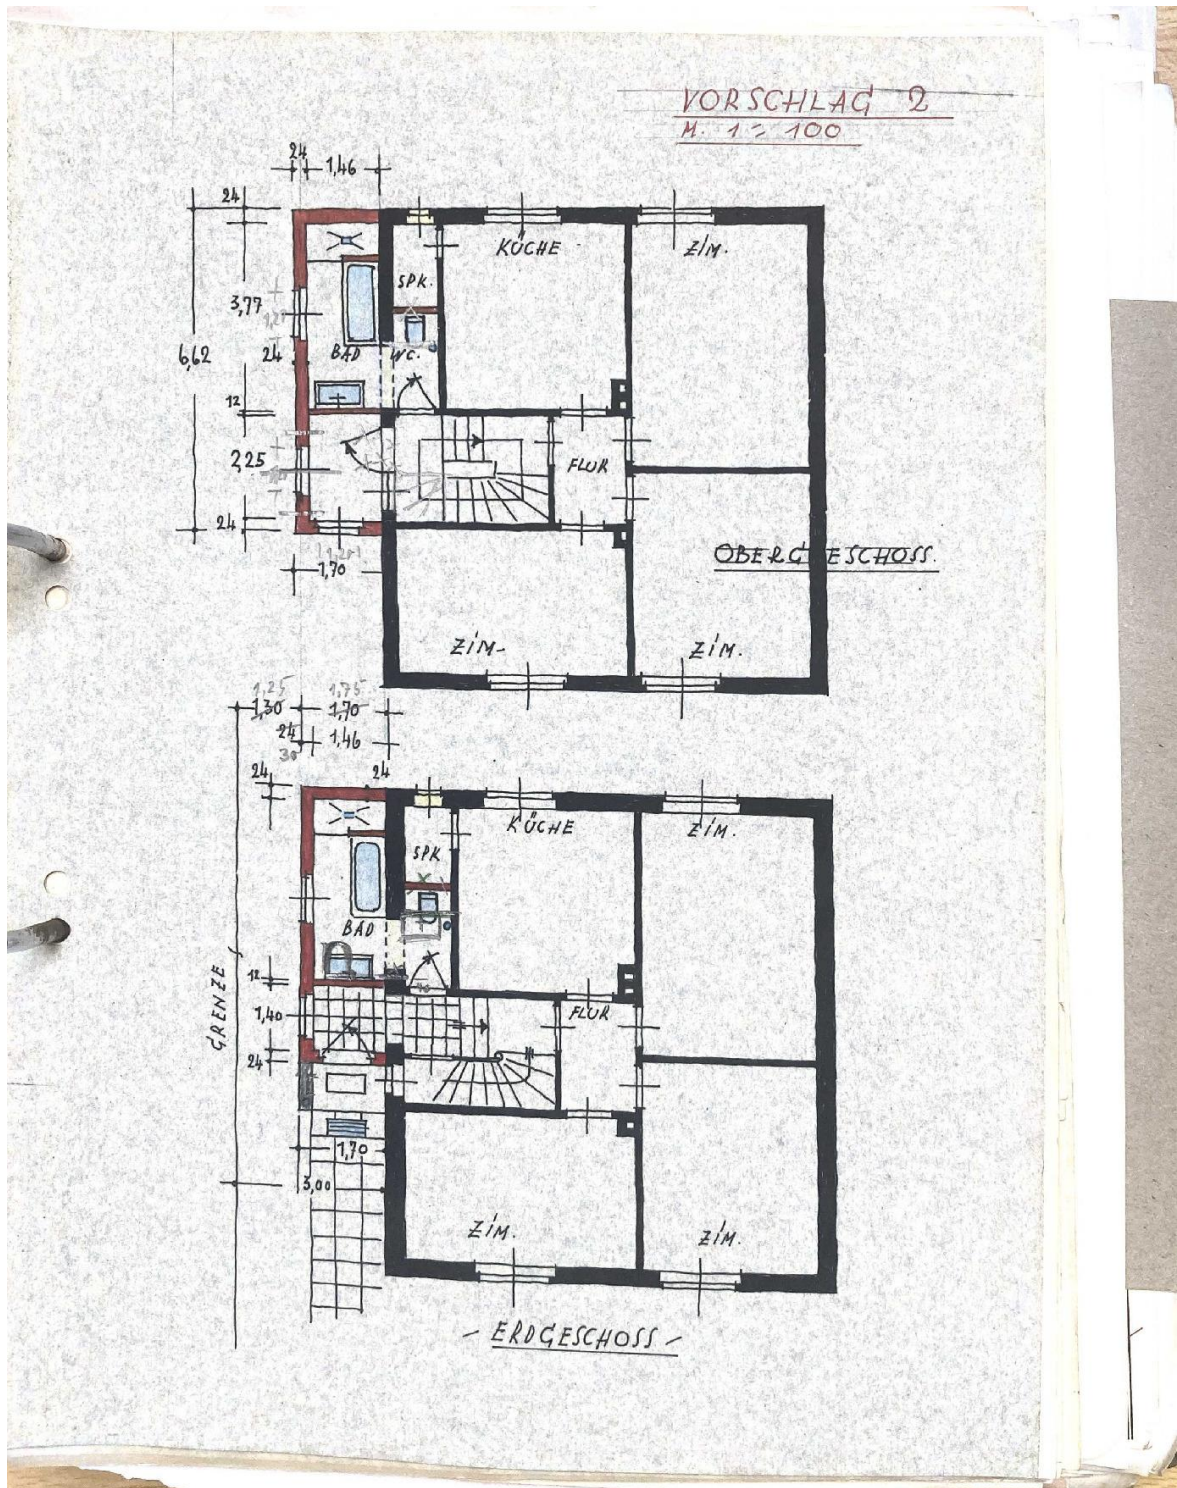 VORSCHLAG 2
M. 1 = 100
24
1,46
24
KÜCHE
ZIM.
SPK.
3,77
6,62
24
BAD
WC.
12
2,25
FLUR
24
1,20
1,70
OBERGESCHOSS.
ZIM-
ZIM.
1,25
1,75
1,30
1,70
24
1,46
30
24
24
KÜCHE
ZIM.
SPK
BAD
GRENZE
12
1,40
FLUR
24
1,70
3,00
ZIM.
ZIM.
- ERDGESCHOSS -